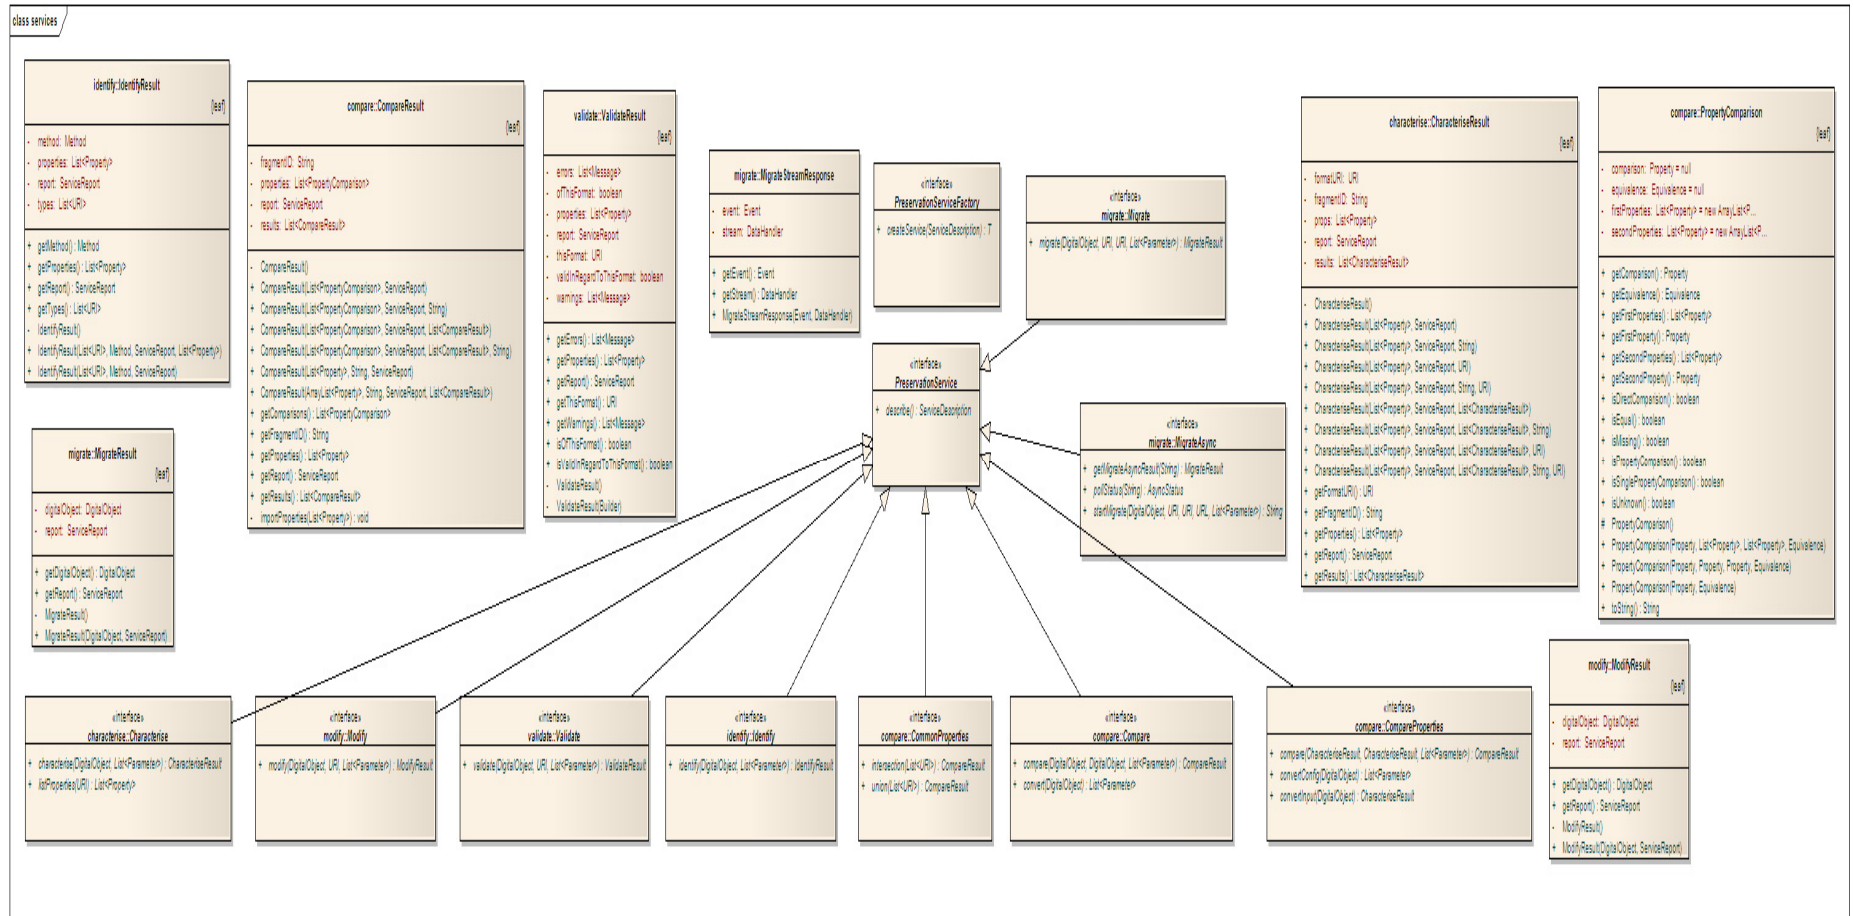 class services
identify::IdentifyResult
{leaf}
- method: Method
- properties: List<Property>
- report: ServiceReport
- types: List<URI>
+ getMethod() : Method
+ getProperties() : List<Property>
+ getReport() : ServiceReport
+ getTypes() : List<URI>
- IdentifyResult()
+ IdentifyResult(List<URI>, Method, ServiceReport, List<Property>)
+ IdentifyResult(List<URI>, Method, ServiceReport)
compare::CompareResult
{leaf}
- fragmentID: String
- properties: List<PropertyComparison>
- report: ServiceReport
- results: List<CompareResult>
- CompareResult()
+ CompareResult(List<PropertyComparison>, ServiceReport)
+ CompareResult(List<PropertyComparison>, ServiceReport, String)
+ CompareResult(List<PropertyComparison>, ServiceReport, List<CompareResult>)
+ CompareResult(List<PropertyComparison>, ServiceReport, List<CompareResult>, String)
+ CompareResult(List<Property>, String, ServiceReport)
+ CompareResult(ArrayList<Property>, String, ServiceReport, List<CompareResult>)
+ getComparisons() : List<PropertyComparison>
+ getFragmentID() : String
+ getProperties() : List<Property>
+ getReport() : ServiceReport
+ getResults() : List<CompareResult>
- importProperties(List<Property>) : void
validate::ValidateResult
{leaf}
- errors: List<Message>
- ofThisFormat: boolean
- properties: List<Property>
- report: ServiceReport
- thisFormat: URI
- validInRegardToThisFormat: boolean
- warnings: List<Message>
+ getErrors() : List<Message>
+ getProperties() : List<Property>
+ getReport() : ServiceReport
+ getThisFormat() : URI
+ getWarnings() : List<Message>
+ isOfThisFormat() : boolean
+ isValidInRegardToThisFormat() : boolean
- ValidateResult()
- ValidateResult(Builder)
migrate::MigrateStreamResponse
- event: Event
- stream: DataHandler
+ getEvent() : Event
+ getStream() : DataHandler
+ MigrateStreamResponse(Event, DataHandler)
«interface»
PreservationServiceFactory
+ createService(ServiceDescription) : T
«interface»
migrate::Migrate
+ migrate(DigitalObject, URI, URI, List<Parameter>) : MigrateResult
characterise::CharacteriseResult
{leaf}
- formatURI: URI
- fragmentID: String
- props: List<Property>
- report: ServiceReport
- results: List<CharacteriseResult>
- CharacteriseResult()
+ CharacteriseResult(List<Property>, ServiceReport)
+ CharacteriseResult(List<Property>, ServiceReport, String)
+ CharacteriseResult(List<Property>, ServiceReport, URI)
+ CharacteriseResult(List<Property>, ServiceReport, String, URI)
+ CharacteriseResult(List<Property>, ServiceReport, List<CharacteriseResult>)
+ CharacteriseResult(List<Property>, ServiceReport, List<CharacteriseResult>, String)
+ CharacteriseResult(List<Property>, ServiceReport, List<CharacteriseResult>, URI)
+ CharacteriseResult(List<Property>, ServiceReport, List<CharacteriseResult>, String, URI)
+ getFormatURI() : URI
+ getFragmentID() : String
+ getProperties() : List<Property>
+ getReport() : ServiceReport
+ getResults() : List<CharacteriseResult>
compare::PropertyComparison
{leaf}
- comparison: Property = null
- equivalence: Equivalence = null
- firstProperties: List<Property> = new ArrayList<P...
- secondProperties: List<Property> = new ArrayList<P...
+ getComparison() : Property
+ getEquivalence() : Equivalence
+ getFirstProperties() : List<Property>
+ getFirstProperty() : Property
+ getSecondProperties() : List<Property>
+ getSecondProperty() : Property
+ isDirectComparision() : boolean
+ isEqual() : boolean
+ isMissing() : boolean
+ isPropertyComparison() : boolean
+ isSinglePropertyComparison() : boolean
+ isUnknown() : boolean
# PropertyComparison()
+ PropertyComparison(Property, List<Property>, List<Property>, Equivalence)
+ PropertyComparison(Property, Property, Property, Equivalence)
+ PropertyComparison(Property, Equivalence)
+ toString() : String
«interface»
PreservationService
+ describe() : ServiceDescription
«interface»
migrate::MigrateAsync
+ getMigrateAsyncResult(String) : MigrateResult
+ pollStatus(String) : AsyncStatus
+ startMigrate(DigitalObject, URI, URI, URL, List<Parameter>) : String
migrate::MigrateResult
{leaf}
- digitalObject: DigitalObject
- report: ServiceReport
+ getDigitalObject() : DigitalObject
+ getReport() : ServiceReport
- MigrateResult()
+ MigrateResult(DigitalObject, ServiceReport)
«interface»
characterise::Characterise
+ characterise(DigitalObject, List<Parameter>) : CharacteriseResult
+ listProperties(URI) : List<Property>
«interface»
modify::Modify
+ modify(DigitalObject, URI, List<Parameter>) : ModifyResult
«interface»
validate::Validate
+ validate(DigitalObject, URI, List<Parameter>) : ValidateResult
«interface»
identify::Identify
+ identify(DigitalObject, List<Parameter>) : IdentifyResult
«interface»
compare::CommonProperties
+ intersection(List<URI>) : CompareResult
+ union(List<URI>) : CompareResult
«interface»
compare::Compare
+ compare(DigitalObject, DigitalObject, List<Parameter>) : CompareResult
+ convert(DigitalObject) : List<Parameter>
«interface»
compare::CompareProperties
+ compare(CharacteriseResult, CharacteriseResult, List<Parameter>) : CompareResult
+ convertConfig(DigitalObject) : List<Parameter>
+ convertInput(DigitalObject) : CharacteriseResult
modify::ModifyResult
{leaf}
- digitalObject: DigitalObject
- report: ServiceReport
+ getDigitalObject() : DigitalObject
+ getReport() : ServiceReport
- ModifyResult()
+ ModifyResult(DigitalObject, ServiceReport)